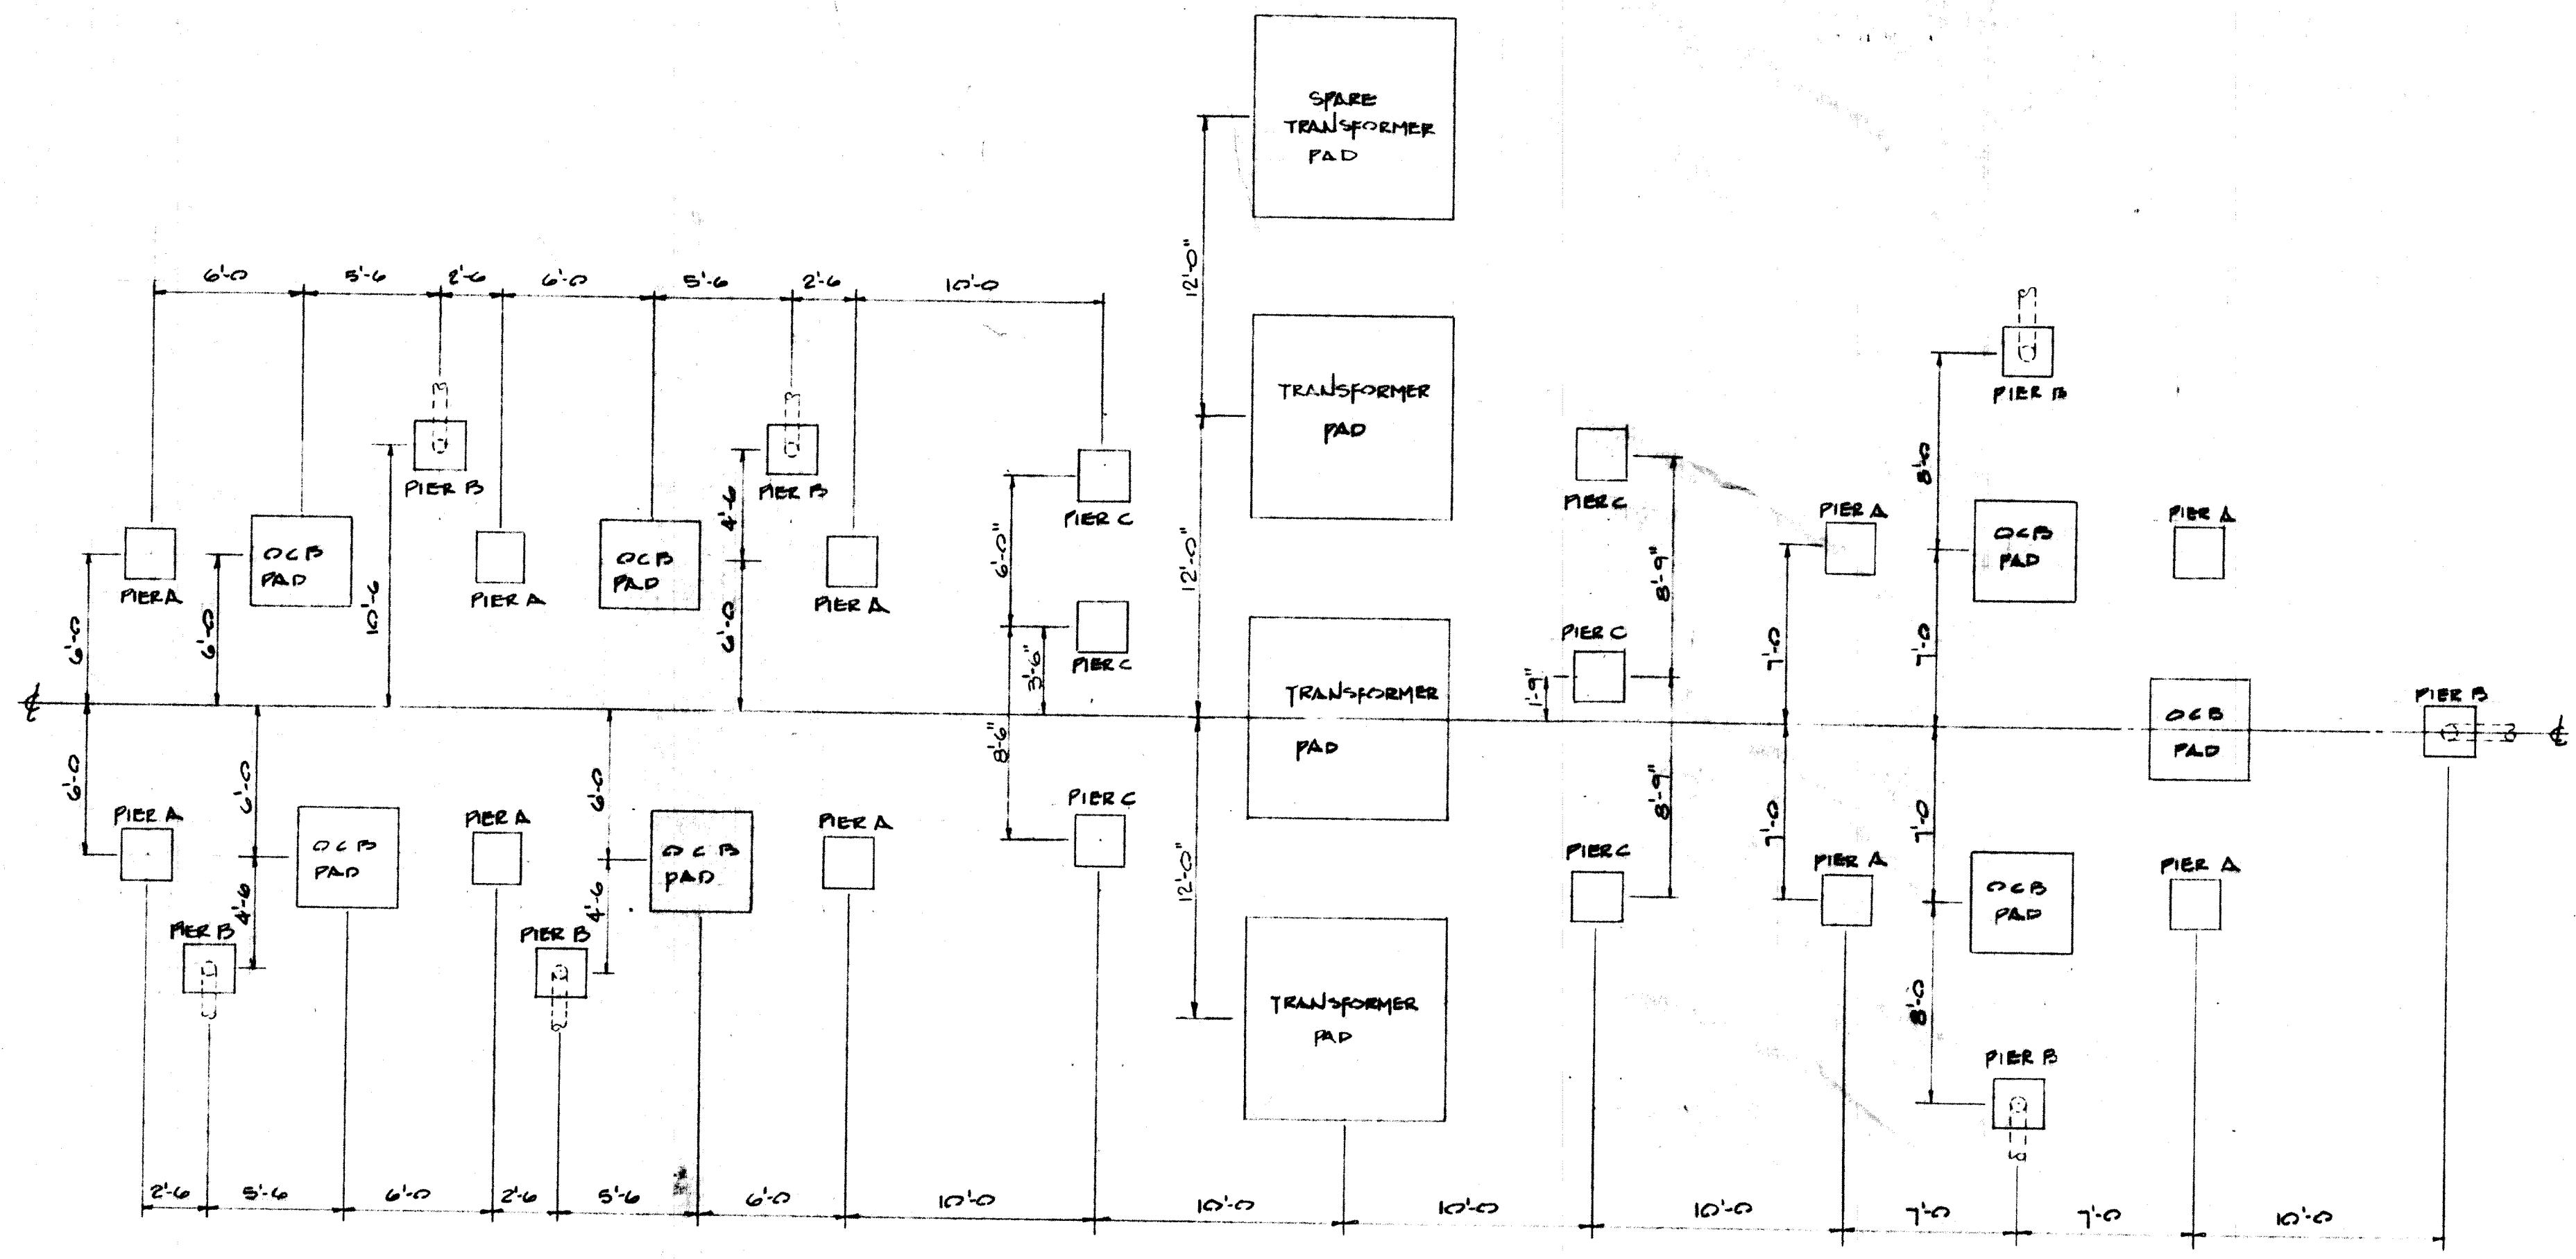 SPARE
TRANSFORMER
PAD
12'-0"
6'-0
5'-6
2'-6
6'-0
5'-6
2'-6
10'-0
TRANSFORMER
PAD
PIER B
PIER B
8'-0
PIER B
PIER B
4'-6
PIER C
PIER C
PIER A
PIER A
OCB
PAD
OCB
PAD
OCB
PAD
PIER A
PIER A
PIER A
6'-0"
12'-0"
8'-9"
10'-6
6'-0
6'-0
6'-0
3'-6"
PIER C
PIER C
7'-0
7'-0
TRANSFORMER
PAD
1'-9"
℄
OCB
PAD
PIER B
℄
8'-6"
6'-0
6'-0
6'-0
PIER A
OCB
PAD
PIER A
OCB
PAD
PIER A
PIER C
12'-0"
8'-9"
7'-0
7'-0
PIER C
PIER A
OCB
PAD
PIER A
4'-6
4'-6
PIER B
PIER B
TRANSFORMER
PAD
8'-0
PIER B
2'-6
5'-6
6'-0
2'-6
5'-6
6'-0
10'-0
10'-0
10'-0
10'-0
7'-0
7'-0
10'-0